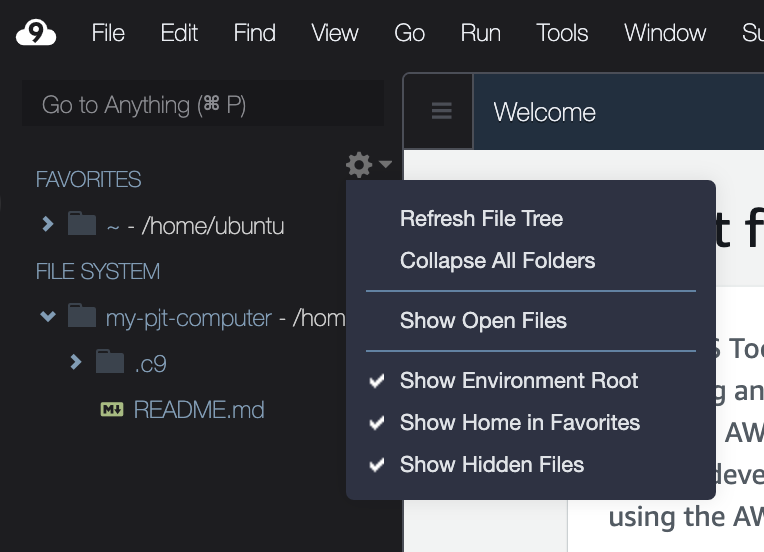 9 File Edit Find View Go Run Tools Window
Go to Anything (⌘ P)
Welcome
FAVORITES
~ - /home/ubuntu
FILE SYSTEM
my-pjt-computer - /hom
.c9
M↓ README.md
Refresh File Tree
Collapse All Folders
Show Open Files
Show Environment Root
Show Home in Favorites
Show Hidden Files
t f
S Too
g an
AW
deve
using the AW